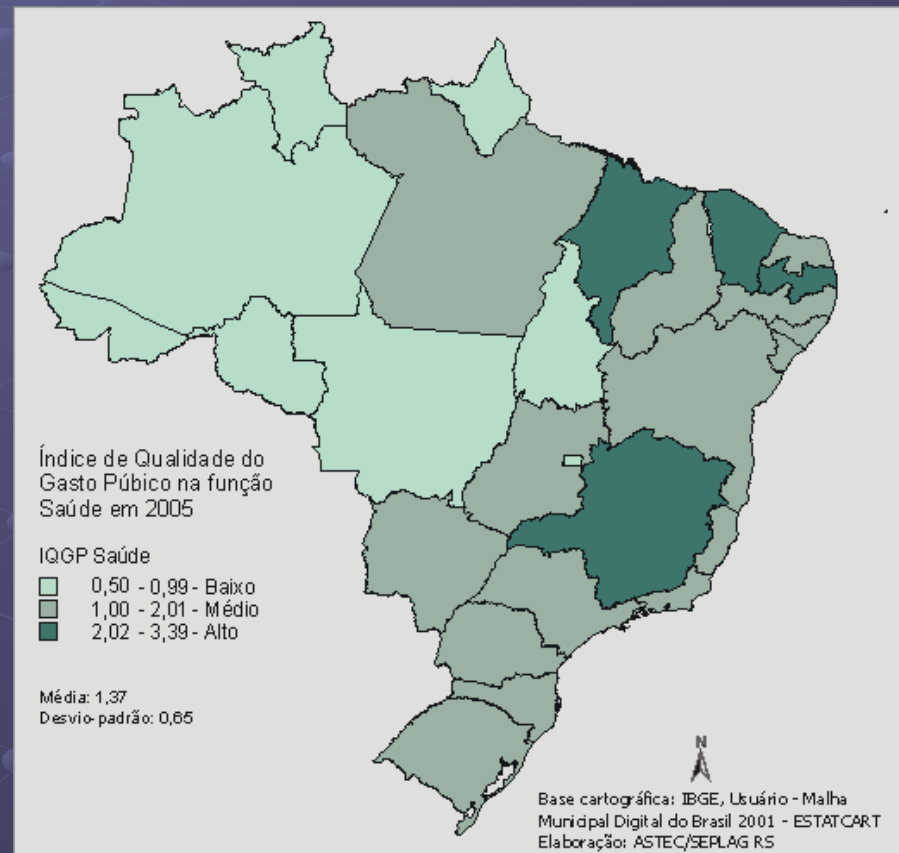 Índice de Qualidade do
Gasto Púbico na função
Saúde em 2005
IQGP Saúde
0,50 - 0,99 - Baixo
1,00 - 2,01 - Médio
2,02 - 3,39 - Alto
Média: 1,37
Desvio-padrão: 0,65
N
Base cartográfica: IBGE, Usuário - Malha
Municipal Digital do Brasil 2001 - ESTATCART
Elaboração: ASTEC/SEPLAG RS